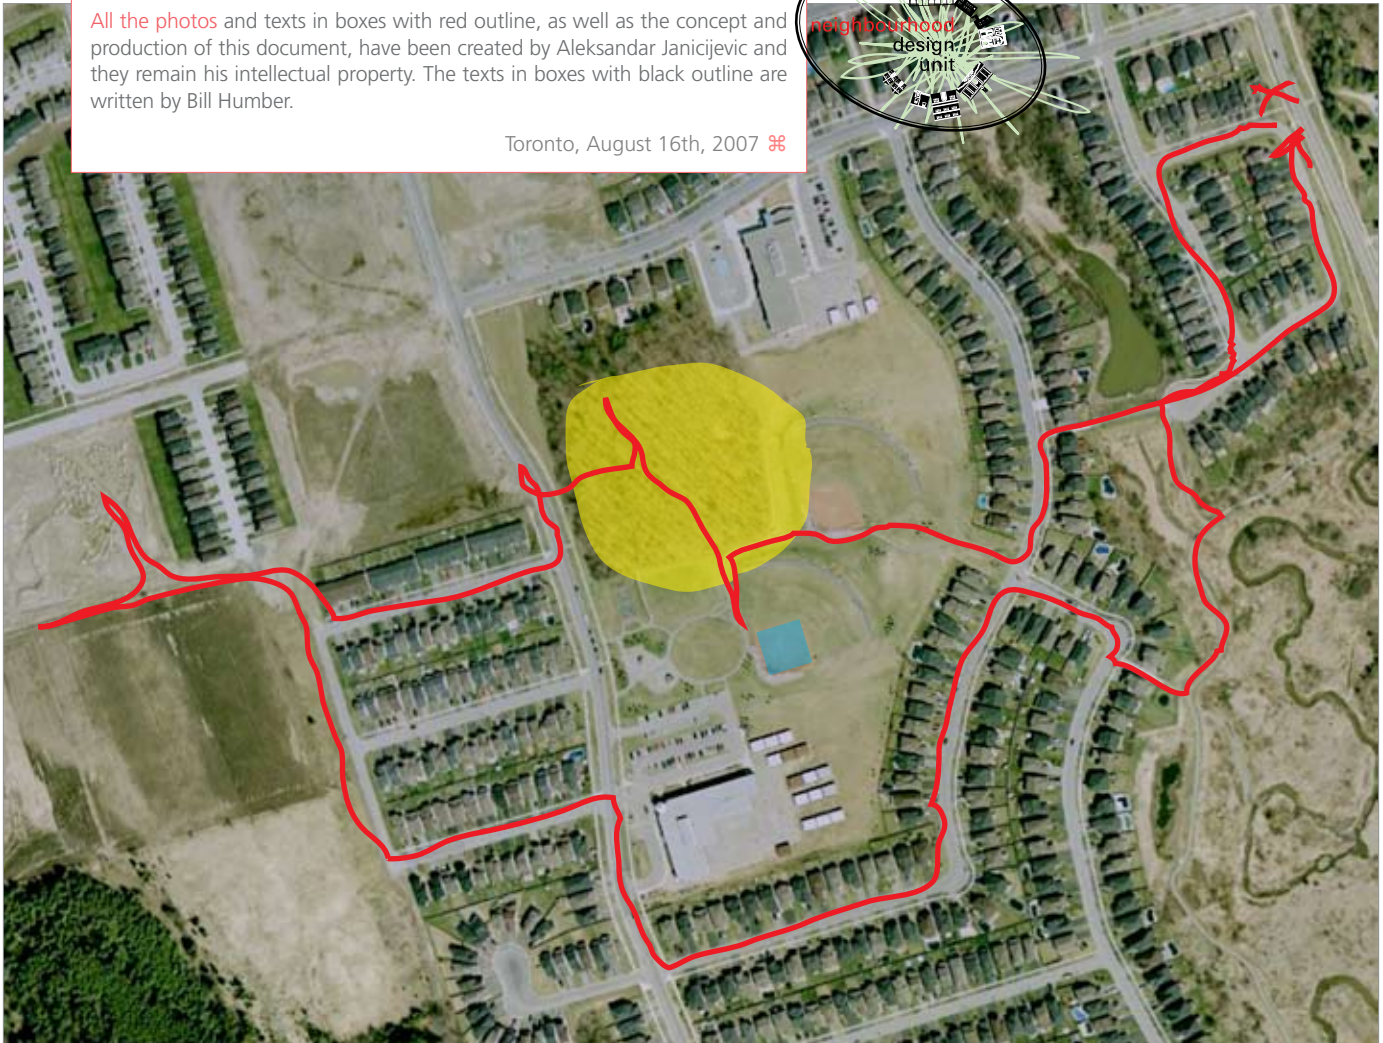 All the photos and texts in boxes with red outline, as well as the concept and
production of this document, have been created by Aleksandar Janicijevic and
they remain his intellectual property. The texts in boxes with black outline are
written by Bill Humber.
Toronto, August 16th, 2007 ⌘
neighbourhood
design
unit